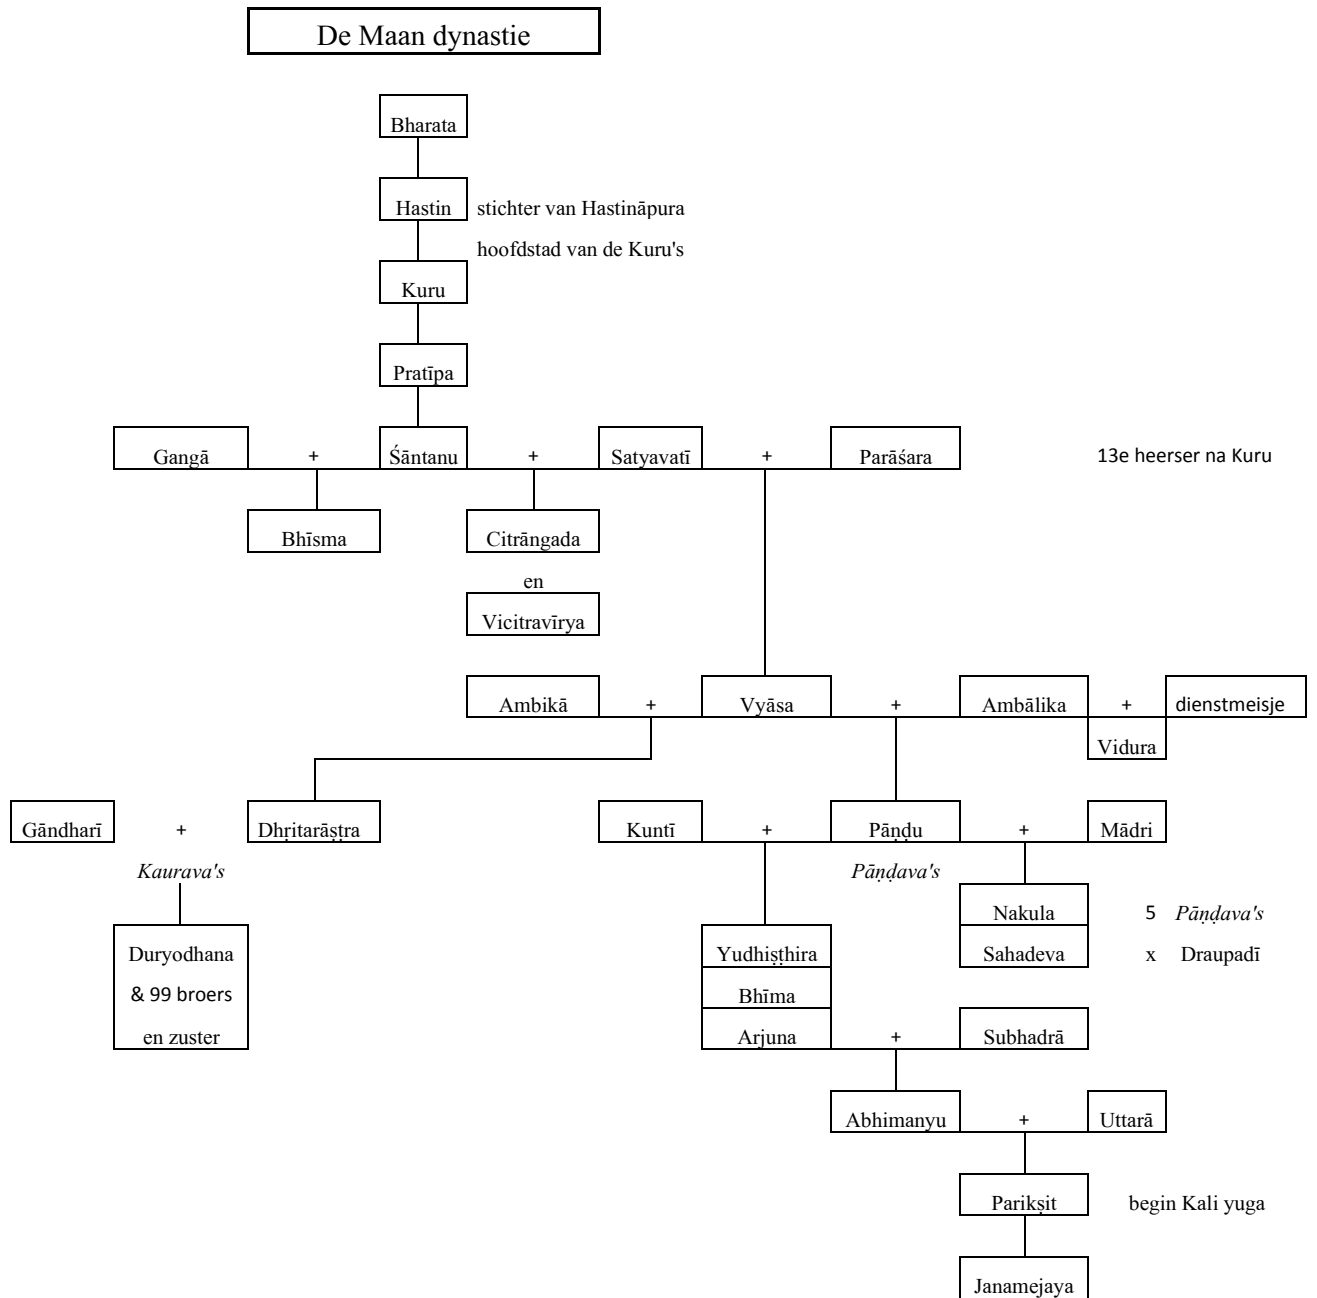 De Maan dynastie
Bharata
Hastin stichter van Hastināpura
hoofdstad van de Kuru's
Kuru
Pratīpa
Gangā + Śāntanu + Satyavatī + Parāśara 13e heerser na Kuru
Bhīsma Citrāngada
en
Vicitravīrya
Ambikā + Vyāsa + Ambālika + dienstmeisje
Vidura
Gāndharī + Dhṛitarāṣṭra Kuntī + Pāṇḍu + Mādri
Kaurava's Pāṇḍava's
Nakula 5 Pāṇḍava's
Duryodhana Yudhiṣṭhira Sahadeva x Draupadī
& 99 broers Bhīma
en zuster Arjuna + Subhadrā
Abhimanyu + Uttarā
Parikṣit begin Kali yuga
Janamejaya